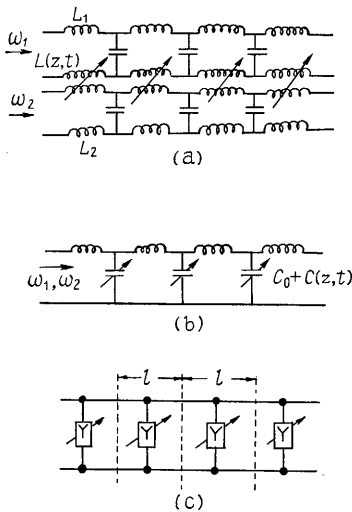 L₁
ω₁
L(z,t)
ω₂
L₂
(a)
ω₁, ω₂
C₀+C(z,t)
(b)
l l
Y Y Y Y
(c)